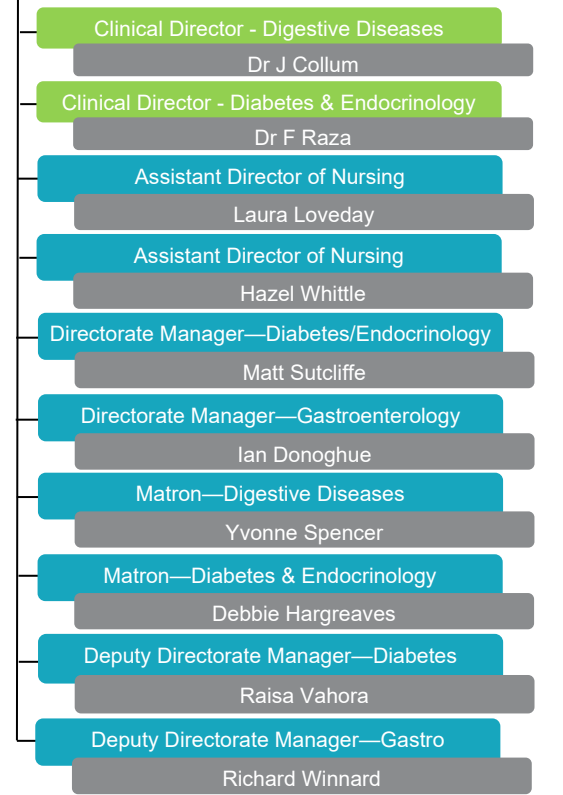 Clinical Director - Digestive Diseases
Dr J Collum
Clinical Director - Diabetes & Endocrinology
Dr F Raza
Assistant Director of Nursing
Laura Loveday
Assistant Director of Nursing
Hazel Whittle
Directorate Manager—Diabetes/Endocrinology
Matt Sutcliffe
Directorate Manager—Gastroenterology
Ian Donoghue
Matron—Digestive Diseases
Yvonne Spencer
Matron—Diabetes & Endocrinology
Debbie Hargreaves
Deputy Directorate Manager—Diabetes
Raisa Vahora
Deputy Directorate Manager—Gastro
Richard Winnard